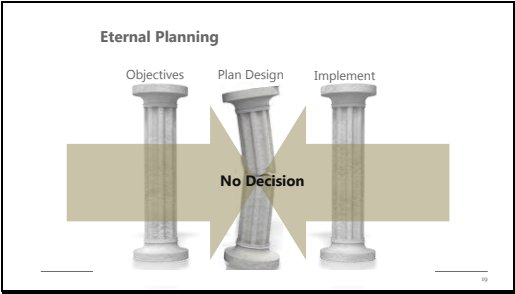 Eternal Planning
Objectives Plan Design Implement
No Decision
19